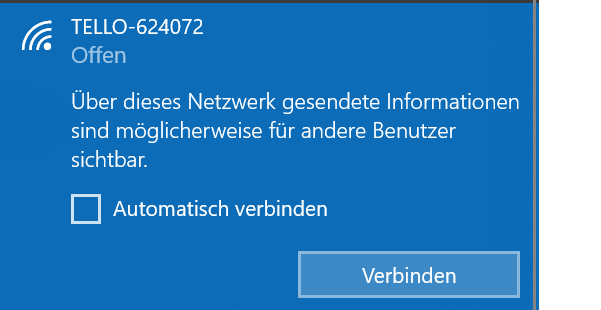 TELLO-624072
Offen
Über dieses Netzwerk gesendete Informationen
sind möglicherweise für andere Benutzer
sichtbar.
Automatisch verbinden
Verbinden